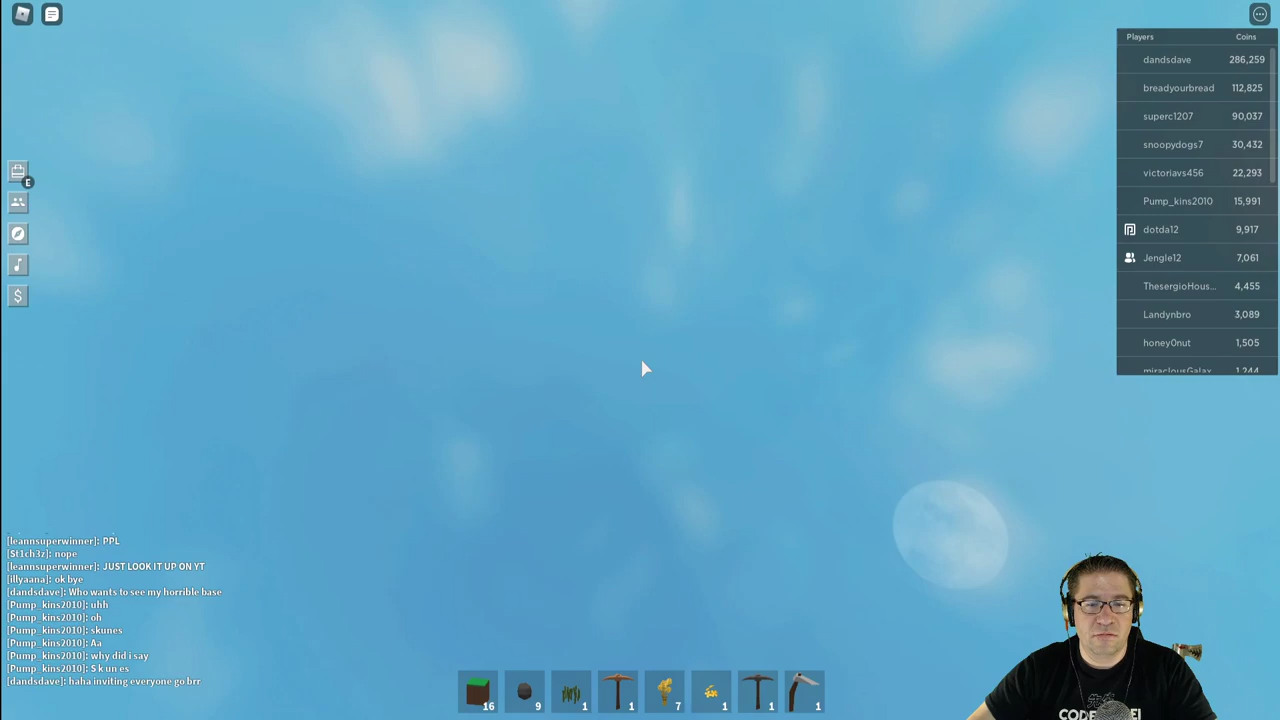 Players Coins
dandsdave 286,259
breadyourbread 112,825
superc1207 90,037
snoopydogs7 30,432
victoriavs456 22,293
Pump_kins2010 15,991
dotda12 9,917
Jengle12 7,061
ThesergioHous... 4,455
Landynbro 3,089
honey0nut 1,505
miraclousGalax 1,244
E
$
[leannsuperwinner]: PPL
[St1ch3z]: nope
[leannsuperwinner]: JUST LOOK IT UP ON YT
[illyaana]: ok bye
[dandsdave]: Who wants to see my horrible base
[Pump_kins2010]: uhh
[Pump_kins2010]: oh
[Pump_kins2010]: skunes
[Pump_kins2010]: Aa
[Pump_kins2010]: why did i say
[Pump_kins2010]: S k un es
[dandsdave]: haha inviting everyone go brr
16 9 1 1 7 1 1 1